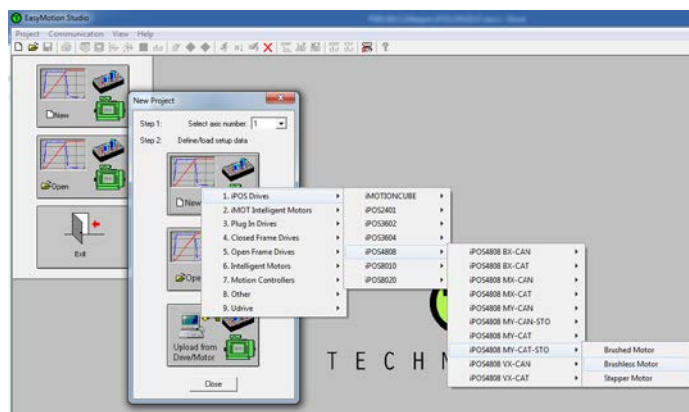 EasyMotion Studio
Project Communication View Help
New
Open
Exit
New Project
Step 1: Select axis number: 1
Step 2: Define/load setup data
New
Open
Upload from Drive/Motor
Close
1. iPOS Drives
2. iMOT Intelligent Motors
3. Plug In Drives
4. Closed Frame Drives
5. Open Frame Drives
6. Intelligent Motors
7. Motion Controllers
8. Other
9. Udrive
iMOTIONCUBE
iPOS2401
iPOS3602
iPOS3604
iPOS4808
iPOS8010
iPOS8020
iPOS4808 BX-CAN
iPOS4808 BX-CAT
iPOS4808 MX-CAN
iPOS4808 MX-CAT
iPOS4808 MY-CAN
iPOS4808 MY-CAN-STO
iPOS4808 MY-CAT
iPOS4808 MY-CAT-STO
iPOS4808 VX-CAN
iPOS4808 VX-CAT
Brushed Motor
Brushless Motor
Stepper Motor
T E C H N